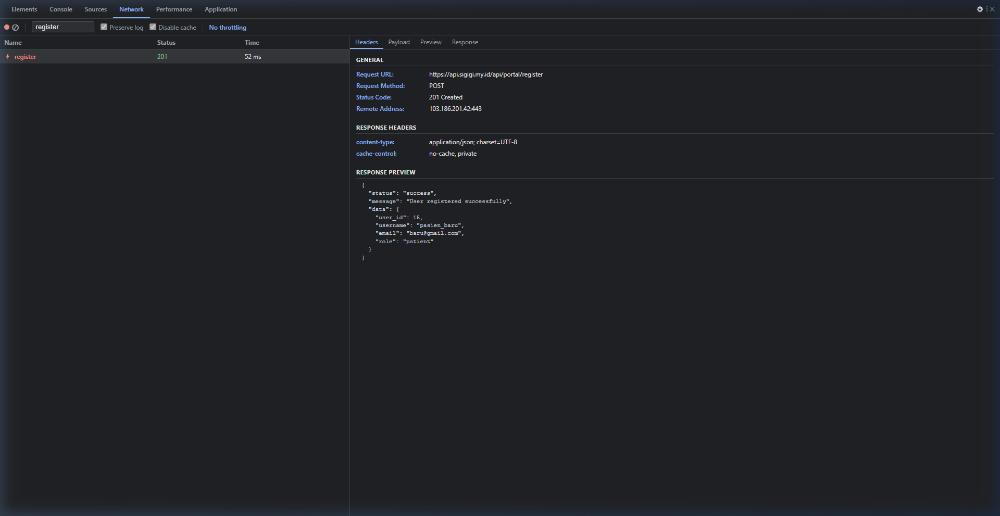 Elements Console Sources Network Performance Application
register Preserve log Disable cache No throttling
Name Status Time
register 201 52 ms
Headers Payload Preview Response
GENERAL
Request URL: https://api.sigigi.my.id/api/portal/register
Request Method: POST
Status Code: 201 Created
Remote Address: 103.186.201.42:443
RESPONSE HEADERS
content-type: application/json; charset=UTF-8
cache-control: no-cache, private
RESPONSE PREVIEW
{
  "status": "success",
  "message": "User registered successfully",
  "data": {
    "user_id": 15,
    "username": "pasien_baru",
    "email": "baru@gmail.com",
    "role": "patient"
  }
}